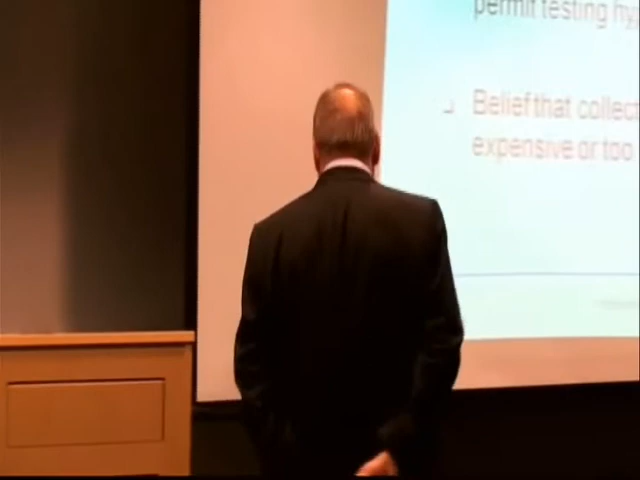 permit testing hy
Belief that collect
expensive or too